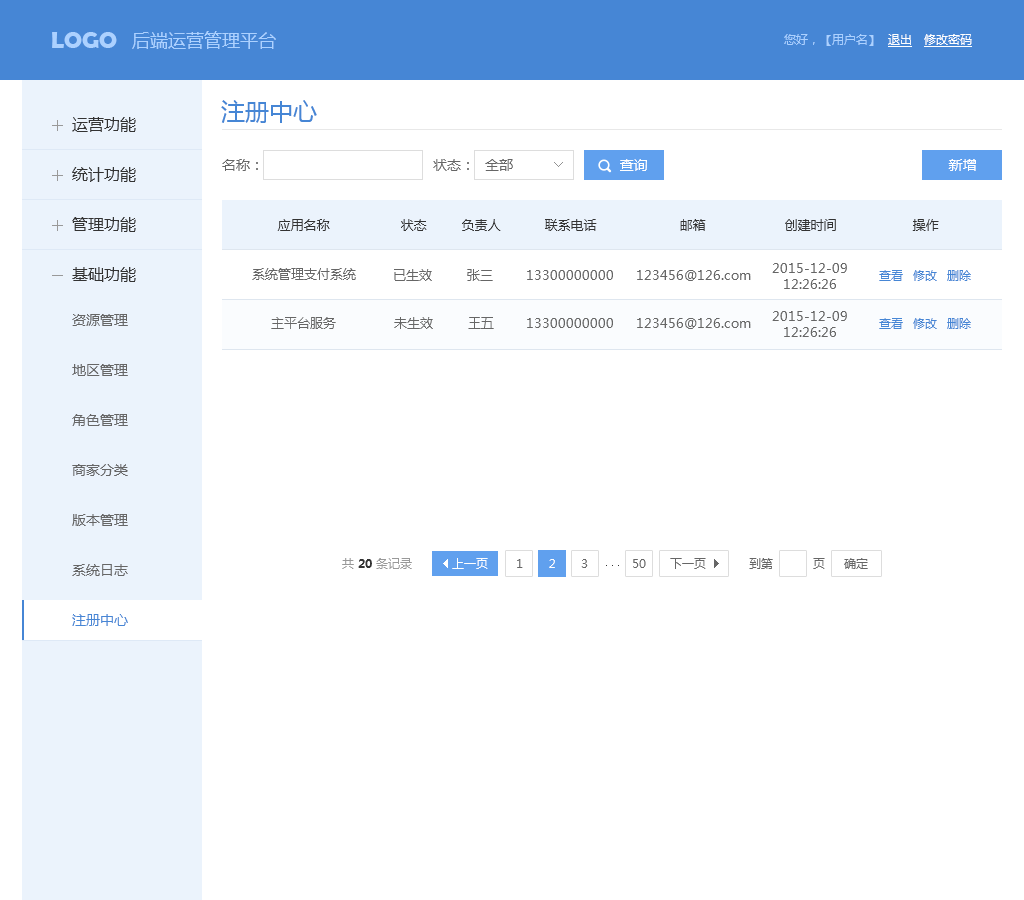 LOGO 后端运营管理平台
您好，【用户名】 退出 修改密码
运营功能
统计功能
管理功能
基础功能
资源管理
地区管理
角色管理
商家分类
版本管理
系统日志
注册中心
注册中心
名称： 状态： 全部 查询 新增
应用名称 状态 负责人 联系电话 邮箱 创建时间 操作
系统管理支付系统 已生效 张三 13300000000 123456@126.com 2015-12-09 12:26:26 查看 修改 删除
主平台服务 未生效 王五 13300000000 123456@126.com 2015-12-09 12:26:26 查看 修改 删除
共 20 条记录 上一页 1 2 3 ... 50 下一页 到第 页 确定